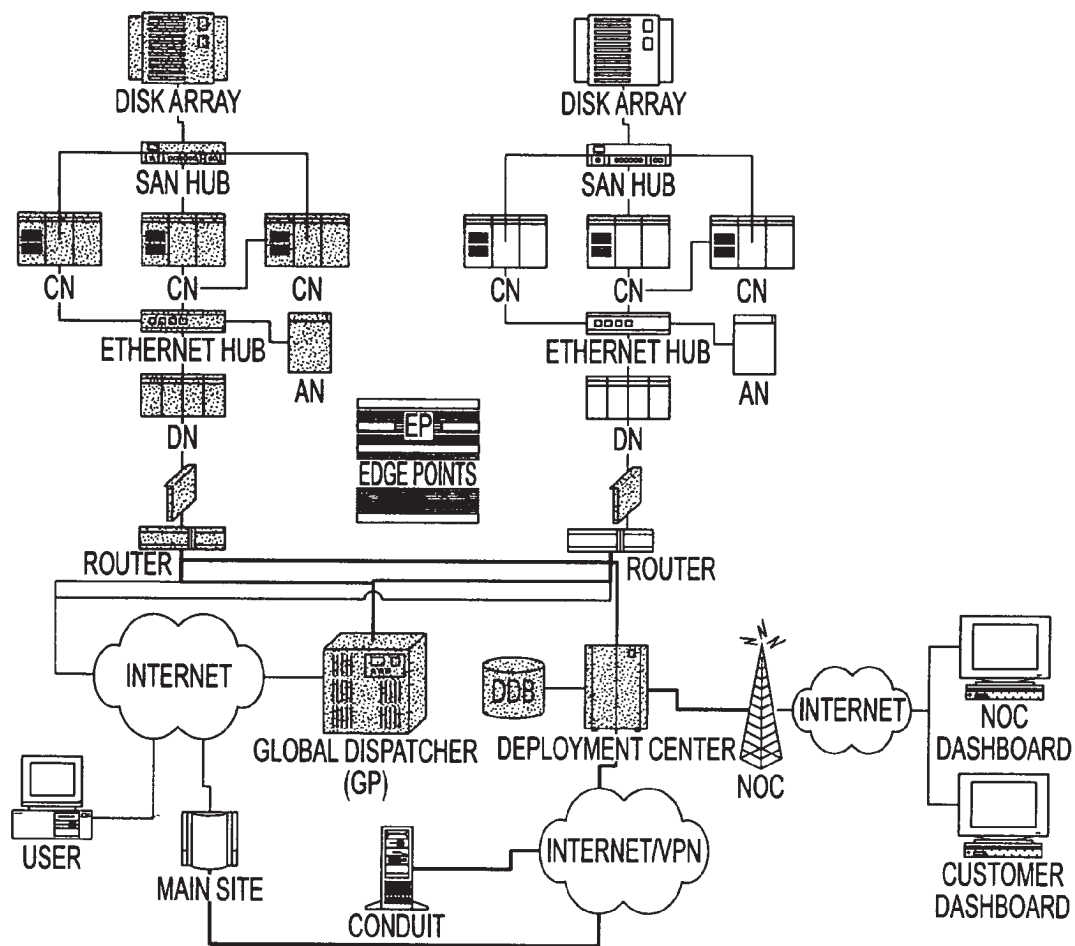 DISK ARRAY
DISK ARRAY
SAN HUB
SAN HUB
CN
CN
CN
CN
CN
CN
ETHERNET HUB
AN
ETHERNET HUB
AN
DN
DN
EP
EDGE POINTS
ROUTER
ROUTER
INTERNET
DDB
INTERNET
GLOBAL DISPATCHER
(GP)
DEPLOYMENT CENTER
NOC
NOC
DASHBOARD
USER
MAIN SITE
CONDUIT
INTERNET/VPN
CUSTOMER
DASHBOARD